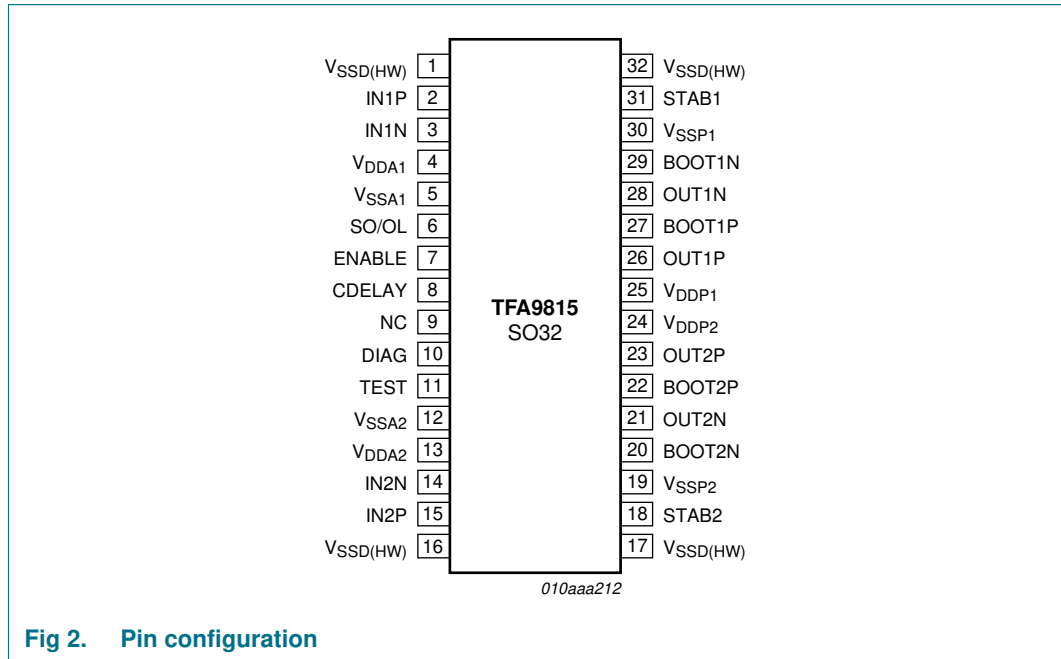 VSSD(HW) 1 32 VSSD(HW)
IN1P 2 31 STAB1
IN1N 3 30 VSSP1
VDDA1 4 29 BOOT1N
VSSA1 5 28 OUT1N
SO/OL 6 27 BOOT1P
ENABLE 7 26 OUT1P
CDELAY 8 25 VDDP1
TFA9815
NC 9 24 VDDP2
SO32
DIAG 10 23 OUT2P
TEST 11 22 BOOT2P
VSSA2 12 21 OUT2N
VDDA2 13 20 BOOT2N
IN2N 14 19 VSSP2
IN2P 15 18 STAB2
VSSD(HW) 16 17 VSSD(HW)
010aaa212
Fig 2. Pin configuration